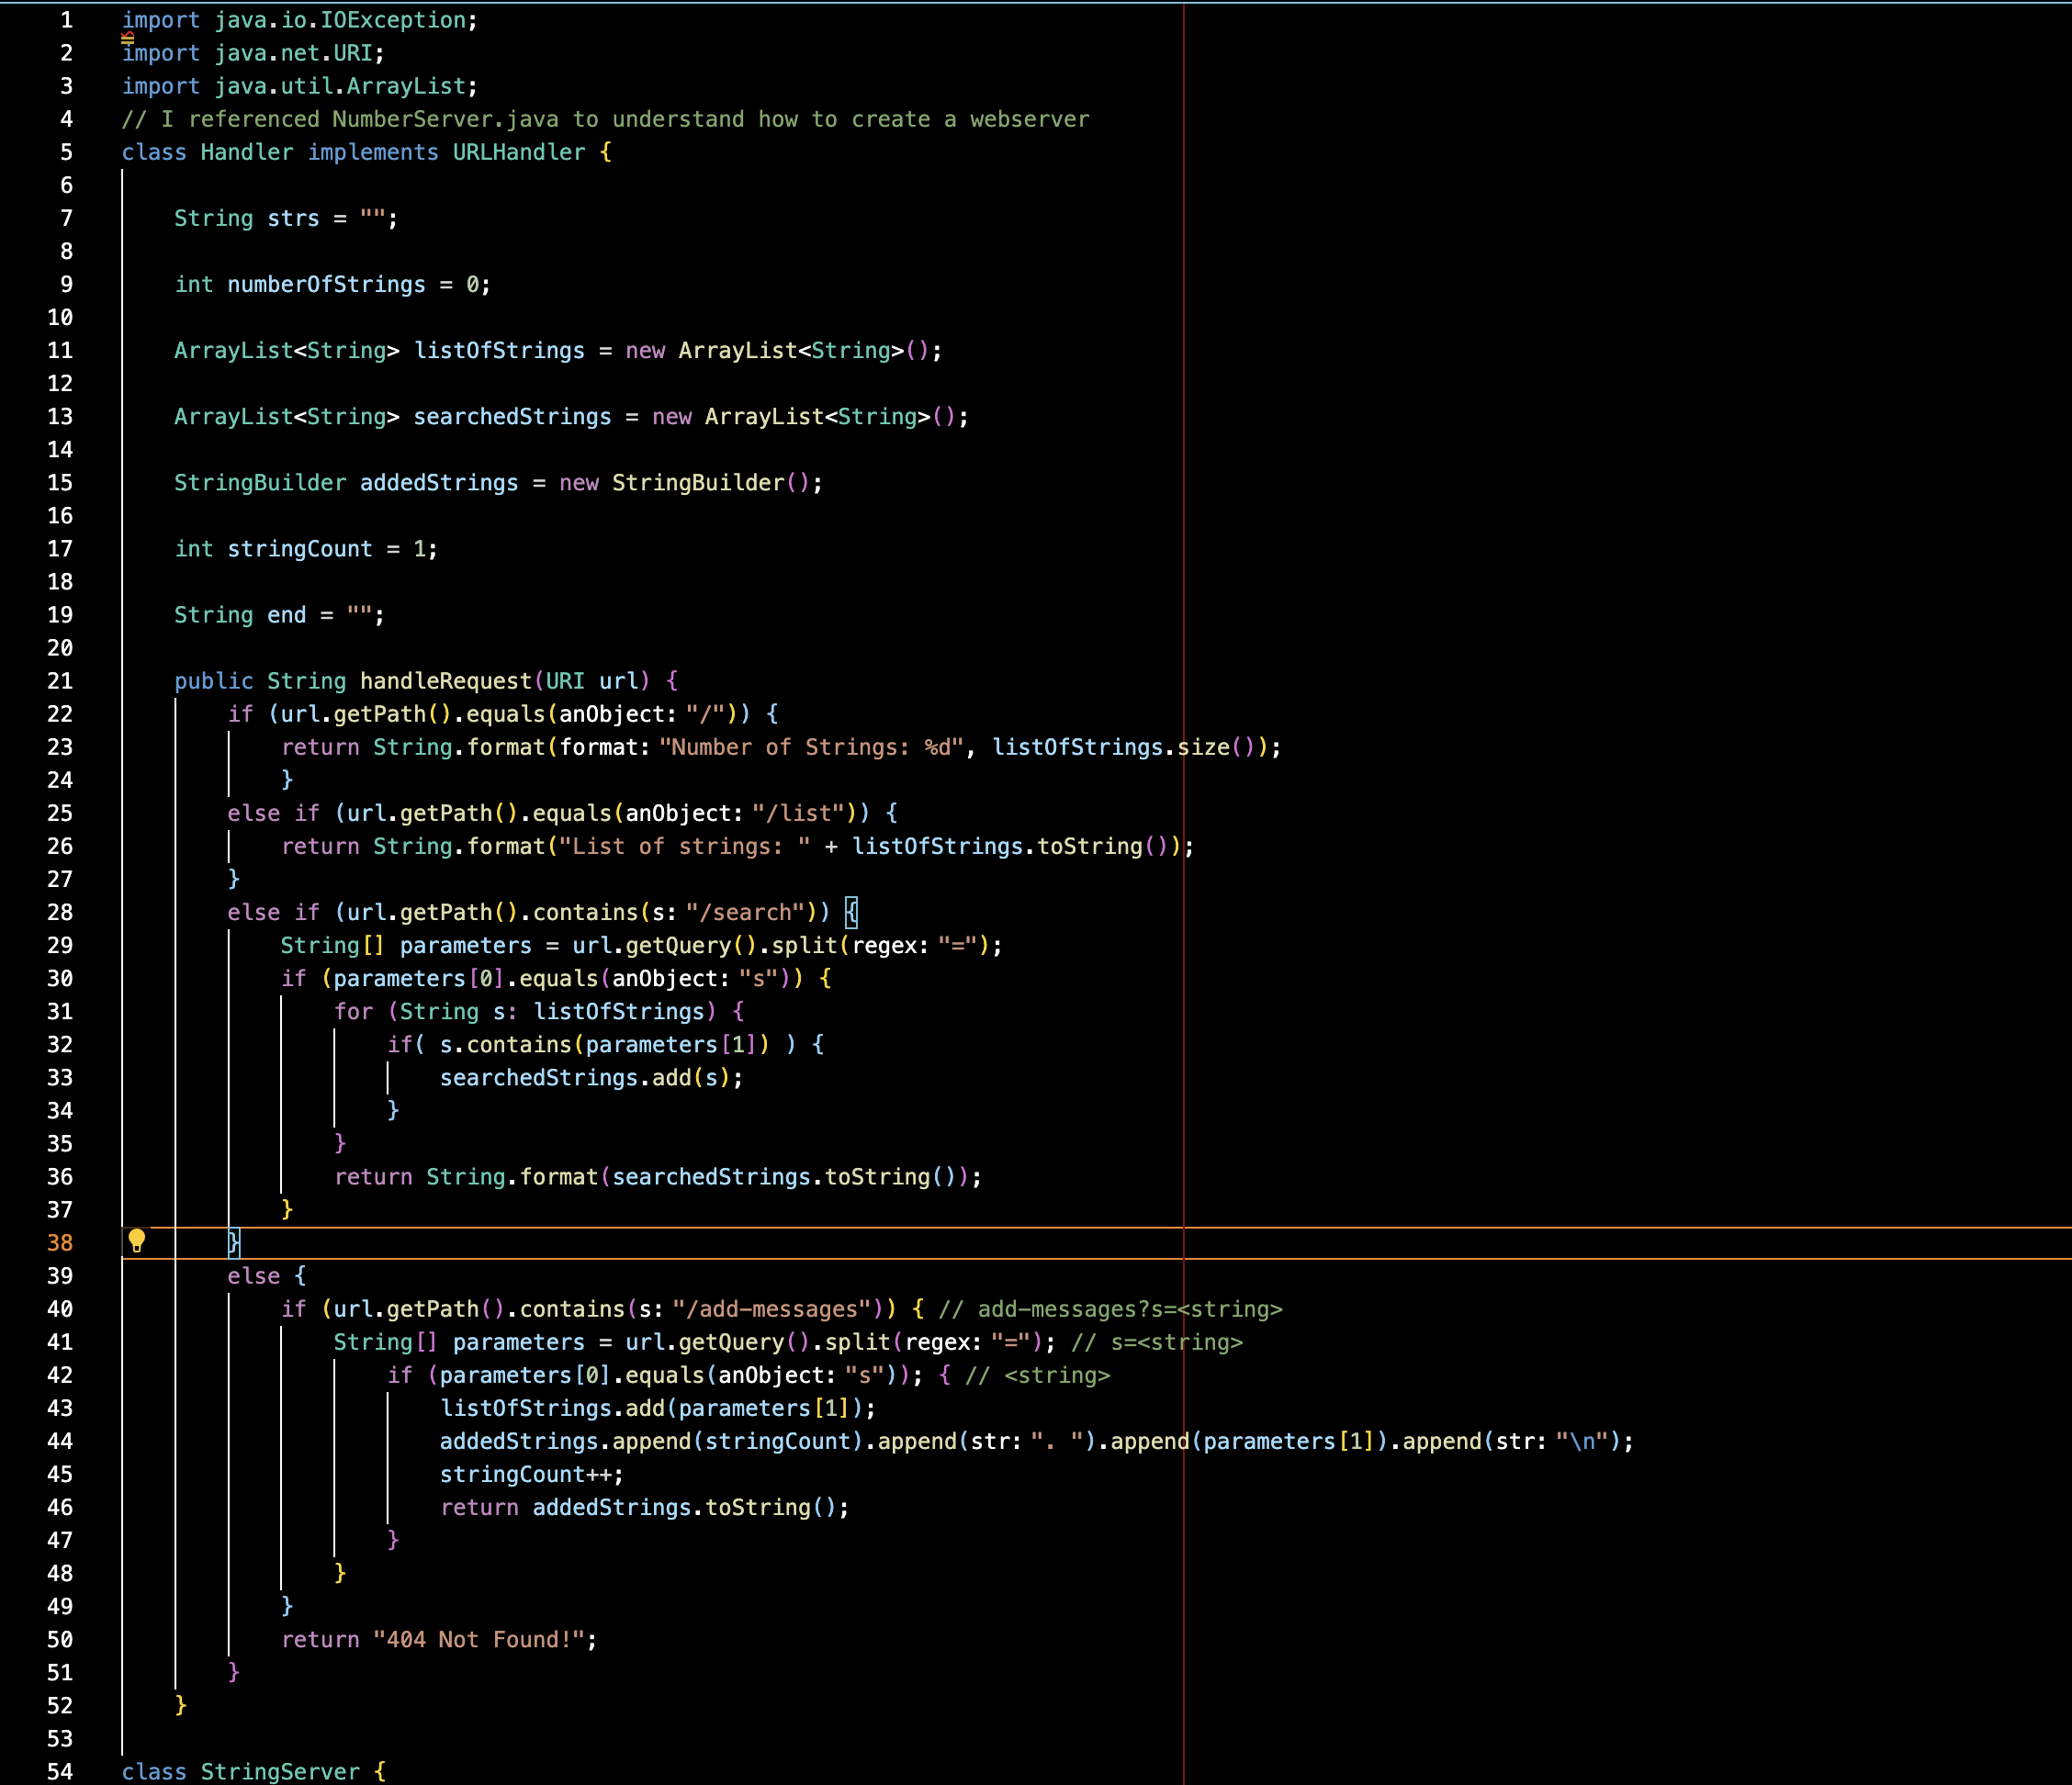 1 import java.io.IOException;
2 import java.net.URI;
3 import java.util.ArrayList;
4 // I referenced NumberServer.java to understand how to create a webserver
5 class Handler implements URLHandler {
6
7 String strs = "";
8
9 int numberOfStrings = 0;
10
11 ArrayList<String> listOfStrings = new ArrayList<String>();
12
13 ArrayList<String> searchedStrings = new ArrayList<String>();
14
15 StringBuilder addedStrings = new StringBuilder();
16
17 int stringCount = 1;
18
19 String end = "";
20
21 public String handleRequest(URI url) {
22 if (url.getPath().equals(anObject: "/")) {
23 return String.format(format: "Number of Strings: %d", listOfStrings.size());
24 }
25 else if (url.getPath().equals(anObject: "/list")) {
26 return String.format("List of strings: " + listOfStrings.toString());
27 }
28 else if (url.getPath().contains(s: "/search")) {
29 String[] parameters = url.getQuery().split(regex: "=");
30 if (parameters[0].equals(anObject: "s")) {
31 for (String s: listOfStrings) {
32 if( s.contains(parameters[1]) ) {
33 searchedStrings.add(s);
34 }
35 }
36 return String.format(searchedStrings.toString());
37 }
38 }
39 else {
40 if (url.getPath().contains(s: "/add-messages")) { // add-messages?s=<string>
41 String[] parameters = url.getQuery().split(regex: "="); // s=<string>
42 if (parameters[0].equals(anObject: "s")); { // <string>
43 listOfStrings.add(parameters[1]);
44 addedStrings.append(stringCount).append(str: ". ").append(parameters[1]).append(str: "\n");
45 stringCount++;
46 return addedStrings.toString();
47 }
48 }
49 }
50 return "404 Not Found!";
51 }
52 }
53
54 class StringServer {